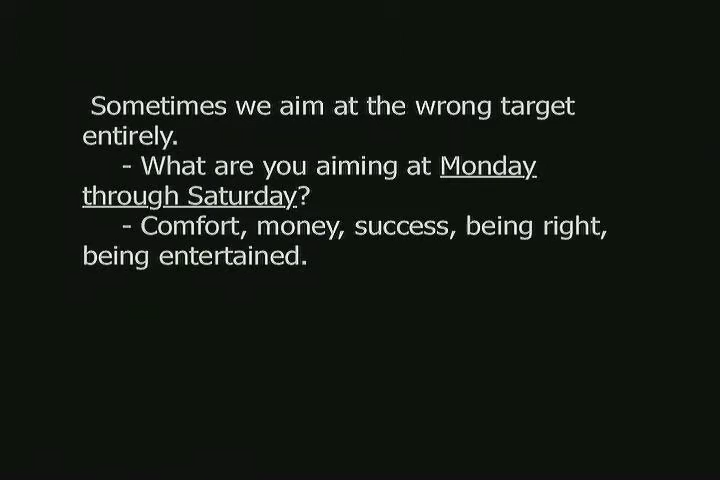 Sometimes we aim at the wrong target
entirely.
- What are you aiming at Monday
through Saturday?
- Comfort, money, success, being right,
being entertained.